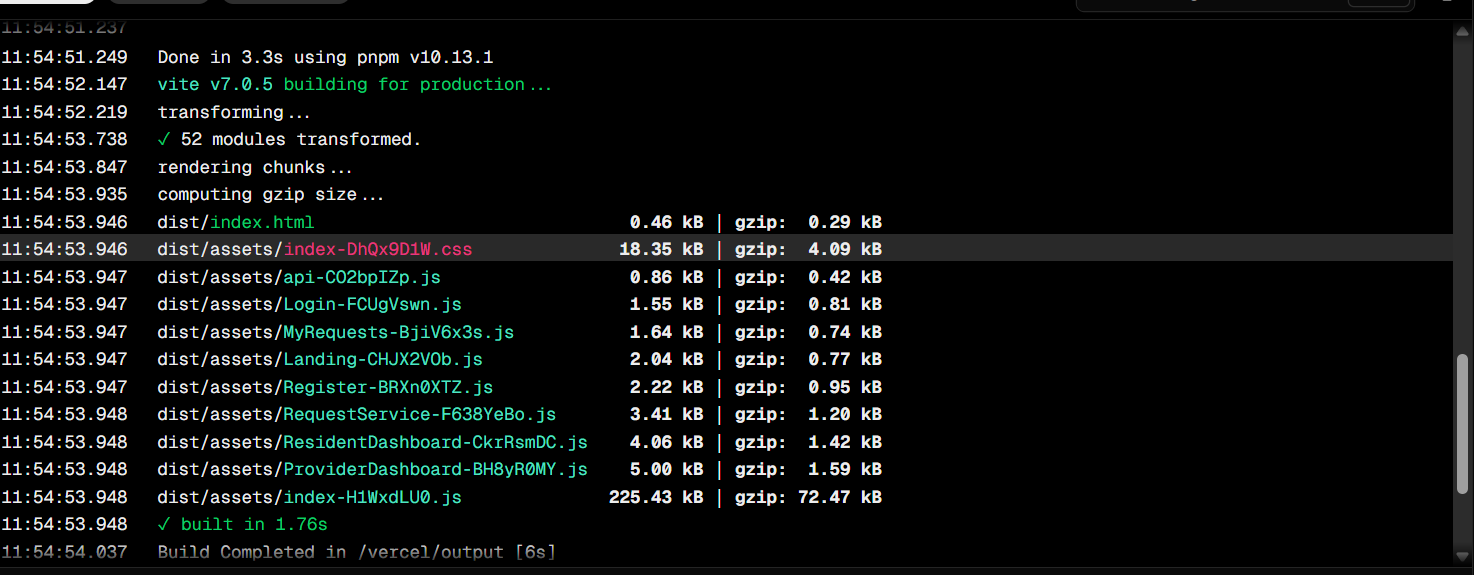 11:54:51.237
11:54:51.249 Done in 3.3s using pnpm v10.13.1
11:54:52.147 vite v7.0.5 building for production...
11:54:52.219 transforming...
11:54:53.738 ✓ 52 modules transformed.
11:54:53.847 rendering chunks...
11:54:53.935 computing gzip size...
11:54:53.946 dist/index.html 0.46 kB | gzip: 0.29 kB
11:54:53.946 dist/assets/index-DhQx9D1W.css 18.35 kB | gzip: 4.09 kB
11:54:53.947 dist/assets/api-CO2bpIZp.js 0.86 kB | gzip: 0.42 kB
11:54:53.947 dist/assets/Login-FCUgVswn.js 1.55 kB | gzip: 0.81 kB
11:54:53.947 dist/assets/MyRequests-BjiV6x3s.js 1.64 kB | gzip: 0.74 kB
11:54:53.947 dist/assets/Landing-CHJX2VOb.js 2.04 kB | gzip: 0.77 kB
11:54:53.947 dist/assets/Register-BRXn0XTZ.js 2.22 kB | gzip: 0.95 kB
11:54:53.948 dist/assets/RequestService-F638YeBo.js 3.41 kB | gzip: 1.20 kB
11:54:53.948 dist/assets/ResidentDashboard-CkrRsmDC.js 4.06 kB | gzip: 1.42 kB
11:54:53.948 dist/assets/ProviderDashboard-BH8yR0MY.js 5.00 kB | gzip: 1.59 kB
11:54:53.948 dist/assets/index-H1WxdLU0.js 225.43 kB | gzip: 72.47 kB
11:54:53.948 ✓ built in 1.76s
11:54:54.037 Build Completed in /vercel/output [6s]